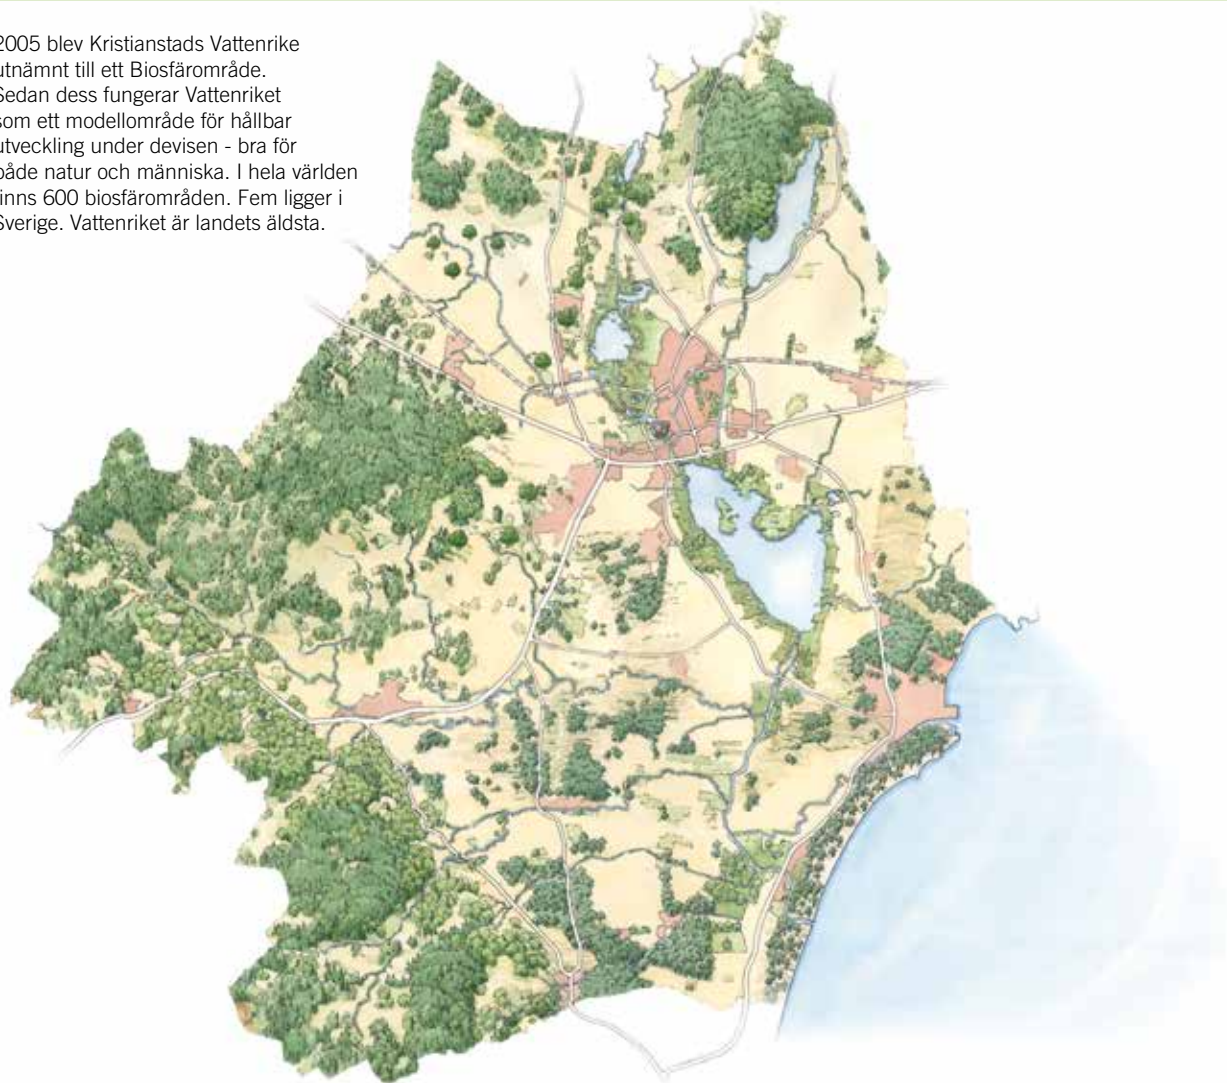 2005 blev Kristianstads Vattenrike
utnämnt till ett Biosfärområde.
Sedan dess fungerar Vattenriket
som ett modellområde för hållbar
utveckling under devisen - bra för
både natur och människa. I hela världen
finns 600 biosfärområden. Fem ligger i
Sverige. Vattenriket är landets äldsta.